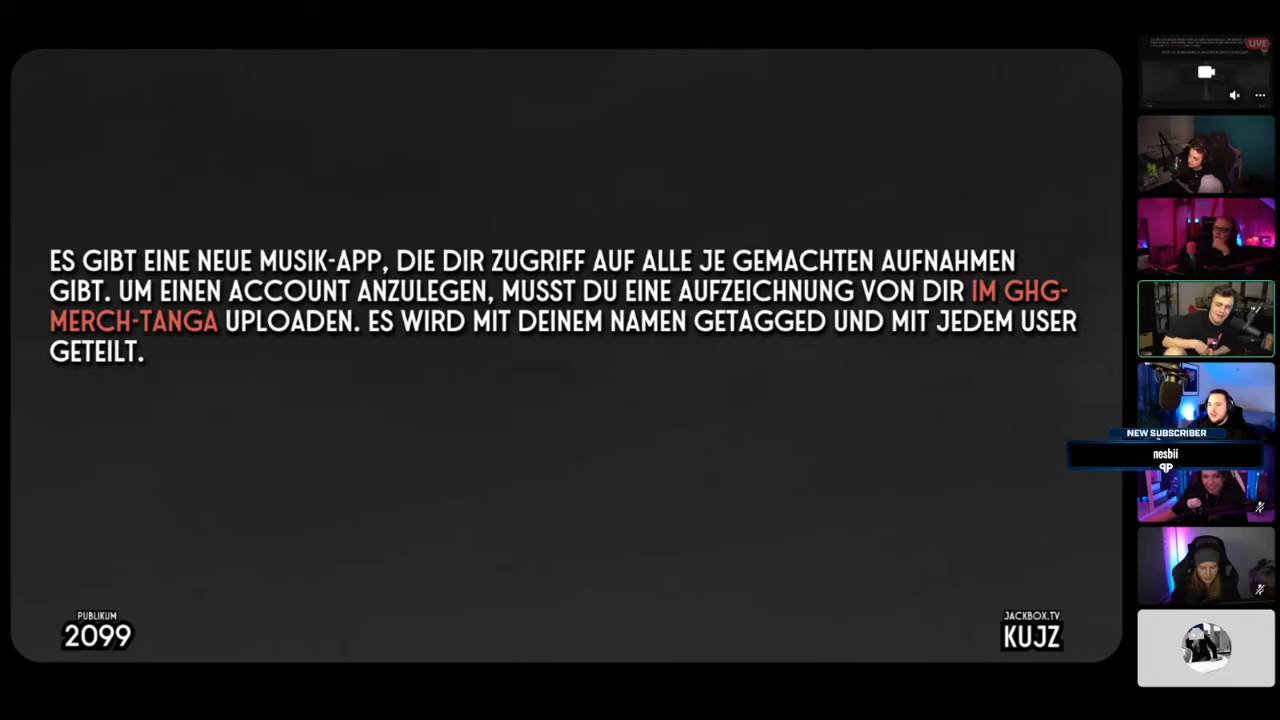 ES GIBT EINE NEUE MUSIK-APP, DIE DIR ZUGRIFF AUF ALLE JE GEMACHTEN AUFNAHMEN
GIBT. UM EINEN ACCOUNT ANZULEGEN, MUSST DU EINE AUFZEICHNUNG VON DIR IM GHG-
MERCH-TANGA UPLOADEN. ES WIRD MIT DEINEM NAMEN GETAGGED UND MIT JEDEM USER
GETEILT.
LIVE
NEW SUBSCRIBER
nesbii
PUBLIKUM
2099
JACKBOX.TV
KUJZ